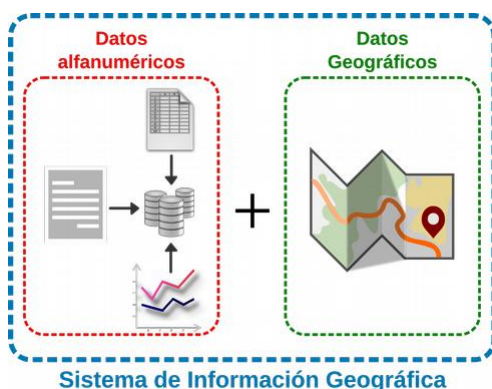 Datos
alfanuméricos
Datos
Geográficos
+
Sistema de Información Geográfica